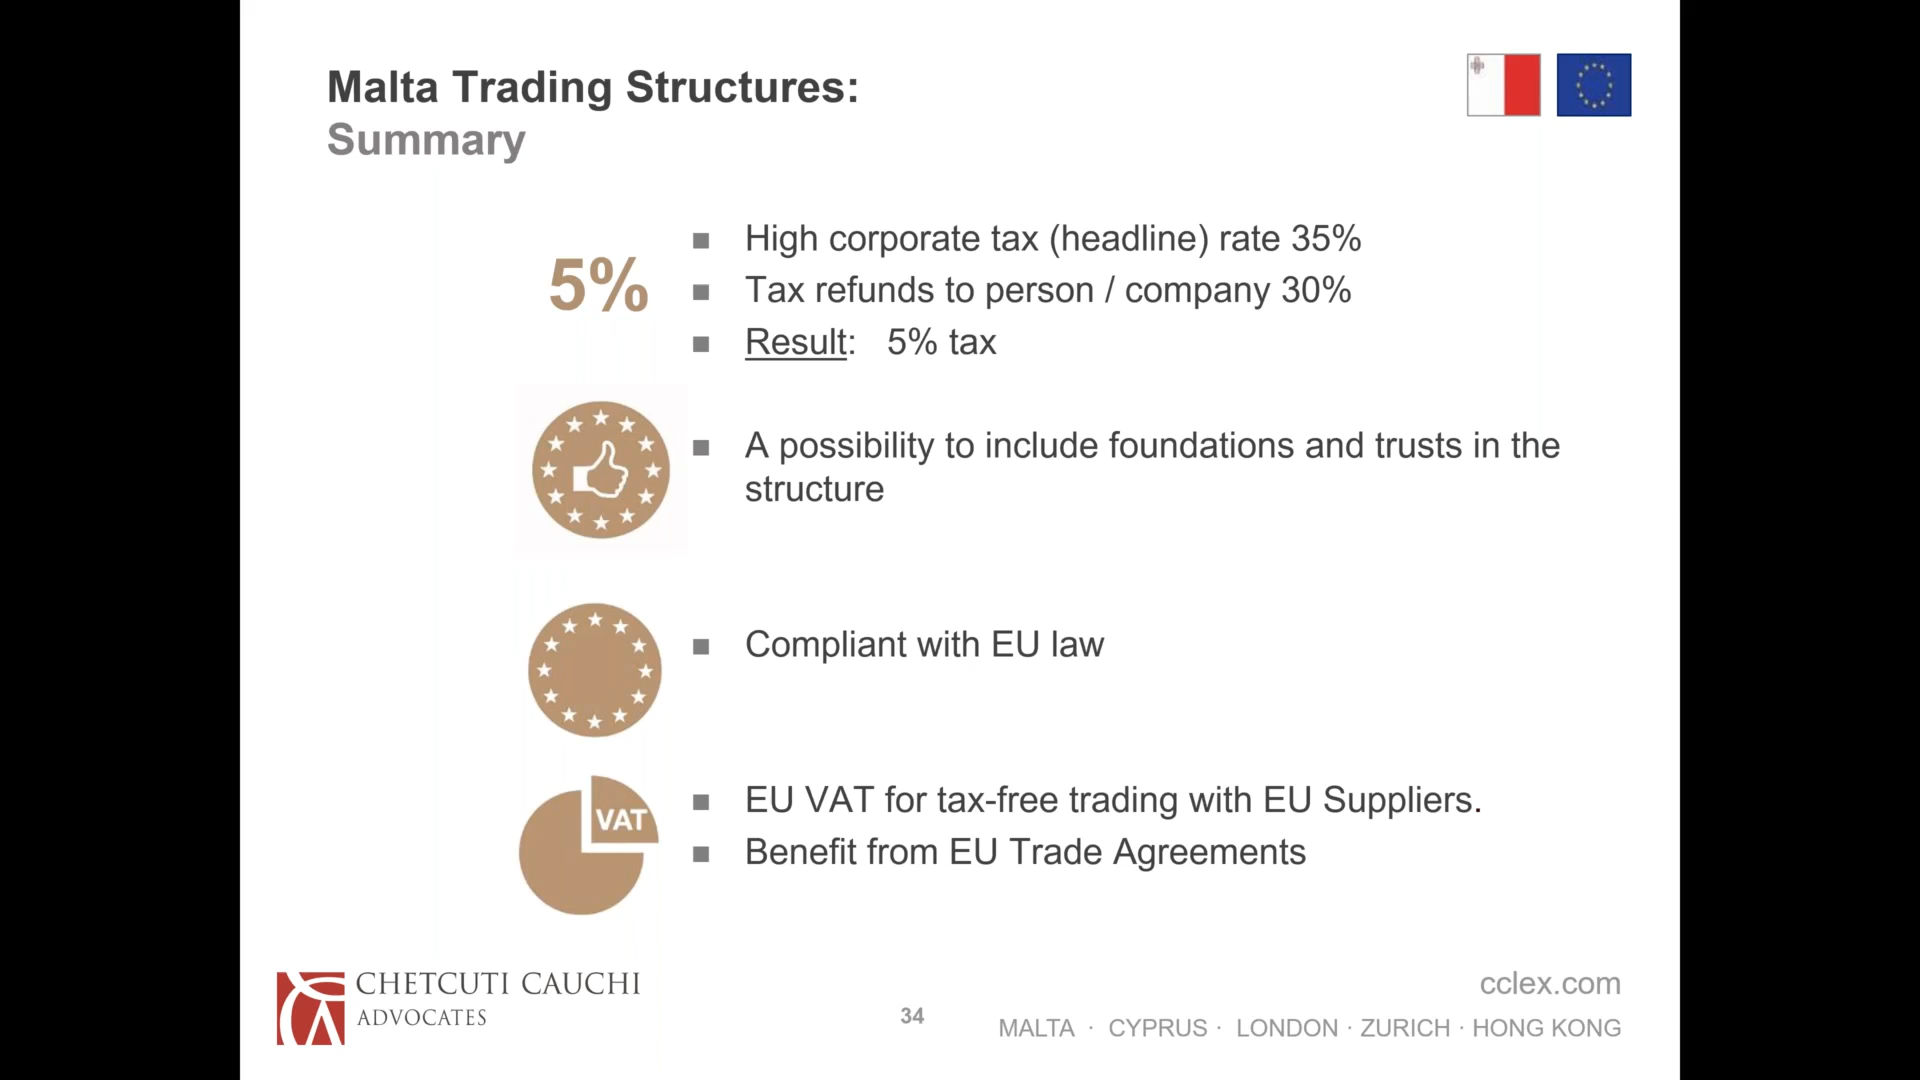 Malta Trading Structures:
Summary
5%
■ High corporate tax (headline) rate 35%
■ Tax refunds to person / company 30%
■ Result: 5% tax
■ A possibility to include foundations and trusts in the
structure
■ Compliant with EU law
VAT
■ EU VAT for tax-free trading with EU Suppliers.
■ Benefit from EU Trade Agreements
CHETCUTI CAUCHI
ADVOCATES
34
cclex.com
MALTA · CYPRUS · LONDON · ZURICH · HONG KONG